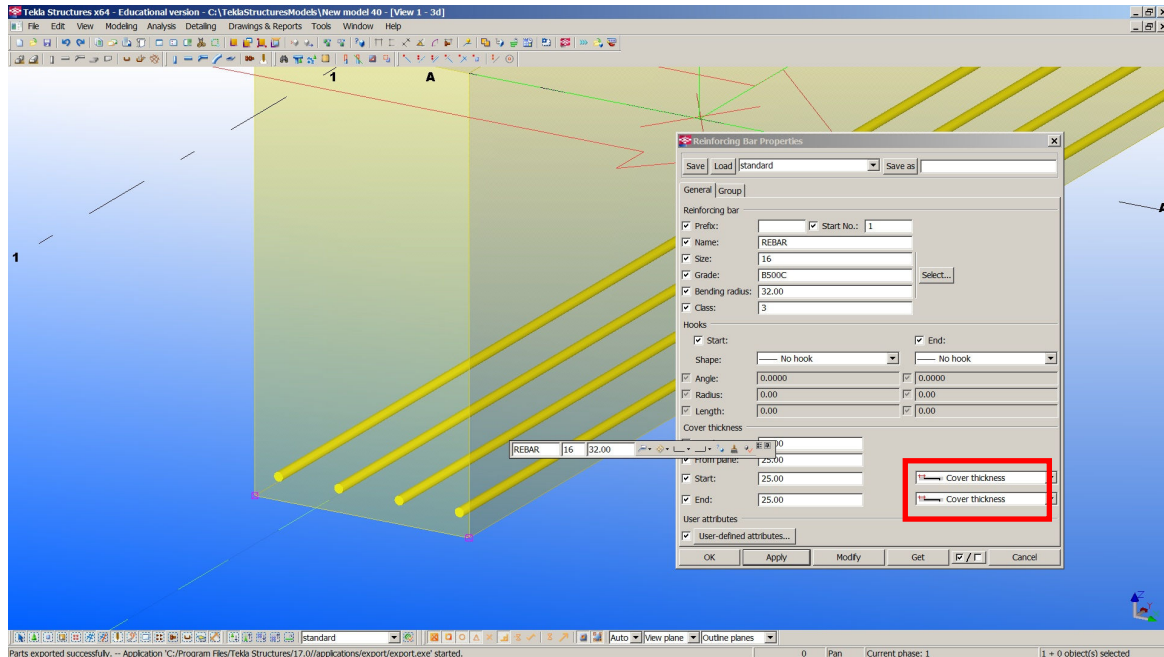 Tekla Structures x64 - Educational version - C:\TeklaStructuresModels\New model 40 - [View 1 - 3d]
File Edit View Modeling Analysis Detailing Drawings & Reports Tools Window Help
1 A
A
1
Reinforcing Bar Properties
Save Load standard Save as
General Group
Reinforcing bar
Prefix: Start No.: 1
Name: REBAR
Size: 16
Grade: B500C Select...
Bending radius: 32.00
Class: 3
Hooks
Start: End:
Shape: No hook No hook
Angle: 0.0000 0.0000
Radius: 0.00 0.00
Length: 0.00 0.00
Cover thickness
REBAR 16 32.00
From plane: 25.00
Start: 25.00 Cover thickness
End: 25.00 Cover thickness
User attributes
User-defined attributes...
OK Apply Modify Get / Cancel
Z
standard Auto View plane Outline planes
Parts exported successfully. -- Application 'C:/Program Files/Tekla Structures/17.0//applications/export/export.exe' started. 0 Pan Current phase: 1 1 + 0 object(s) selected